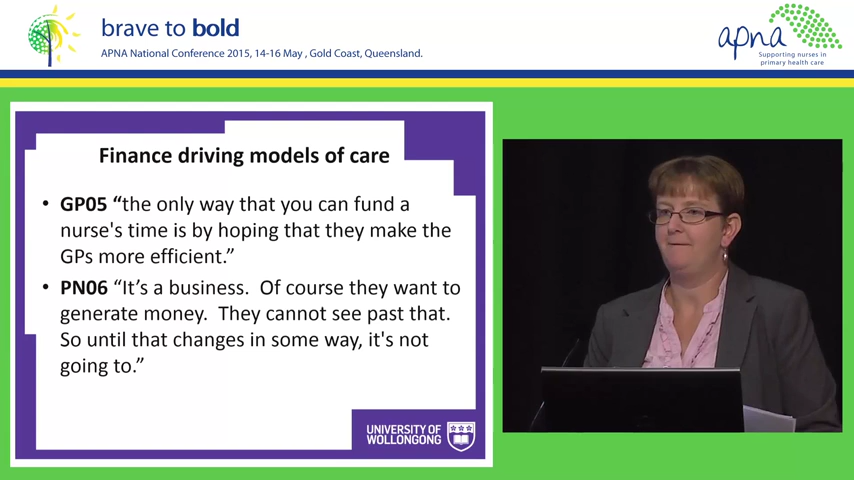 brave to bold
APNA National Conference 2015, 14-16 May , Gold Coast, Queensland.
apna
Supporting nurses in
primary health care
Finance driving models of care
• GP05 “the only way that you can fund a
nurse's time is by hoping that they make the
GPs more efficient.”
• PN06 “It’s a business.  Of course they want to
generate money.  They cannot see past that.
So until that changes in some way, it's not
going to.”
UNIVERSITY OF
WOLLONGONG